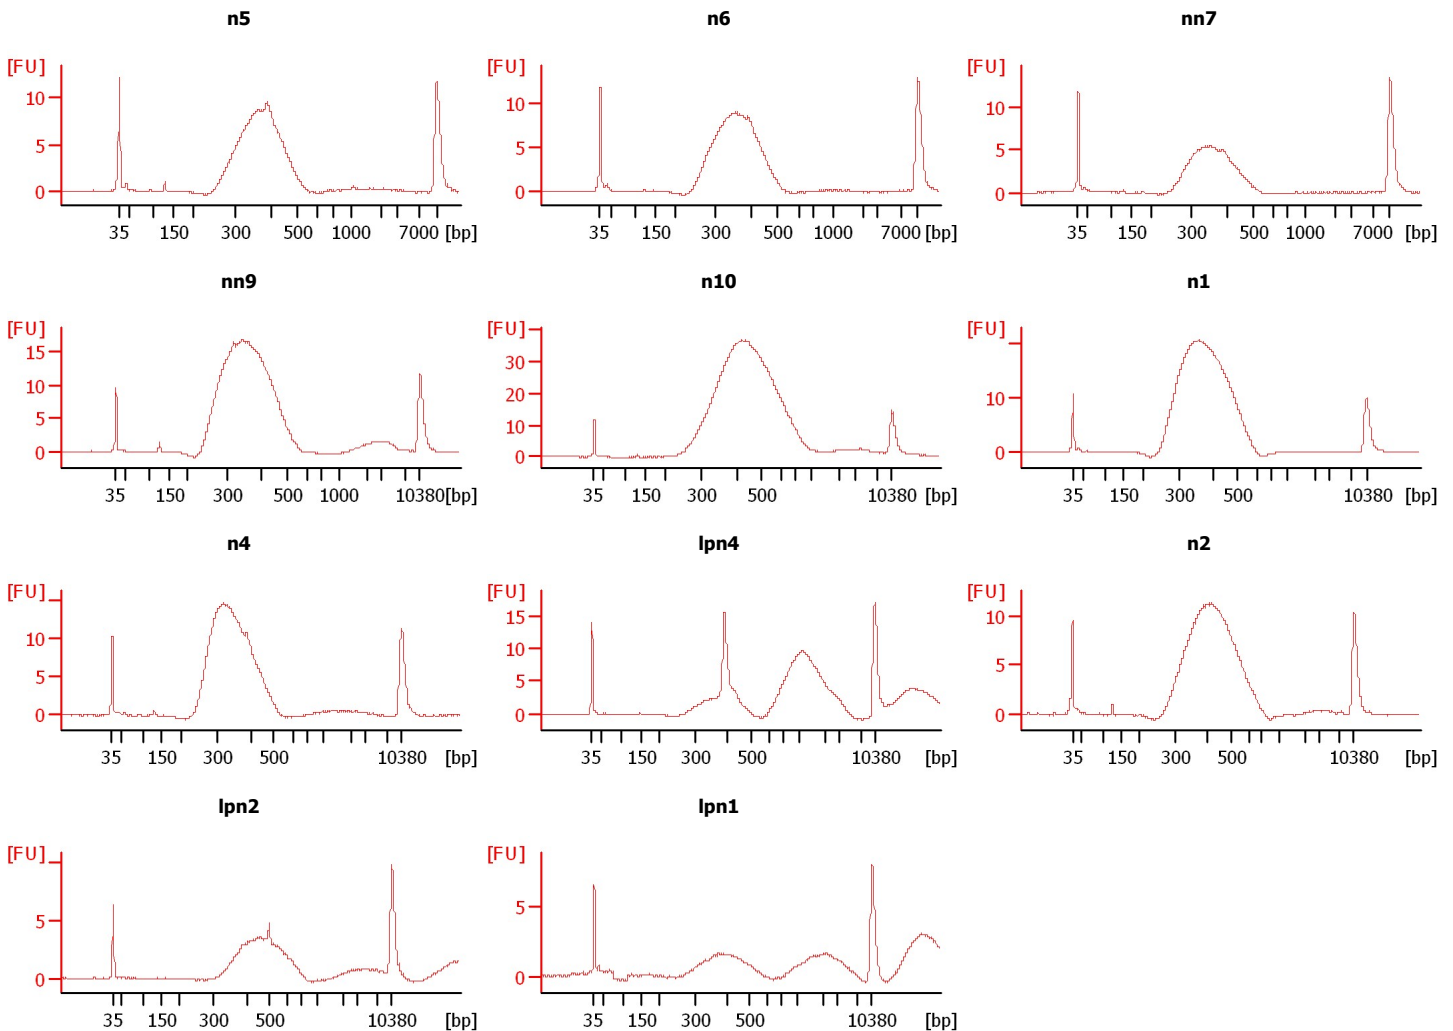 n5 n6 nn7
[FU] [FU] [FU]
10 10 10
5 5 5
0 0 0
35 150 300 500 1000 7000 [bp] 35 150 300 500 1000 7000 [bp] 35 150 300 500 1000 7000 [bp]
nn9 n10 n1
[FU] [FU] [FU]
15 30
10 20 10
5 10
0 0 0
35 150 300 500 1000 10380 [bp] 35 150 300 500 10380 [bp] 35 150 300 500 10380 [bp]
n4 lpn4 n2
[FU] [FU] [FU]
10 15 10
5 10 5
0 5 0
0
35 150 300 500 10380 [bp] 35 150 300 500 10380 [bp] 35 150 300 500 10380 [bp]
lpn2 lpn1
[FU] [FU]
5 5
0 0
35 150 300 500 10380 [bp] 35 150 300 500 10380 [bp]